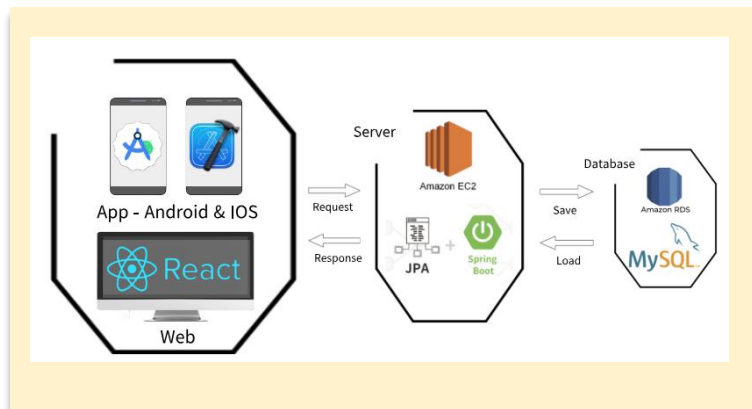 App - Android & IOS
React
Web
Request
Response
Server
Amazon EC2
JPA
+
Spring
Boot
Save
Load
Database
Amazon RDS
MySQL